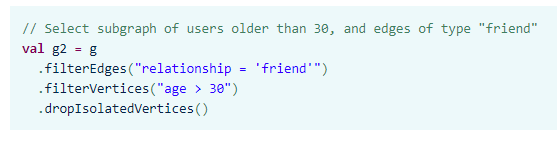 // Select subgraph of users older than 30, and edges of type "friend"
val g2 = g
.filterEdges("relationship = 'friend'")
.filterVertices("age > 30")
.dropIsolatedVertices()